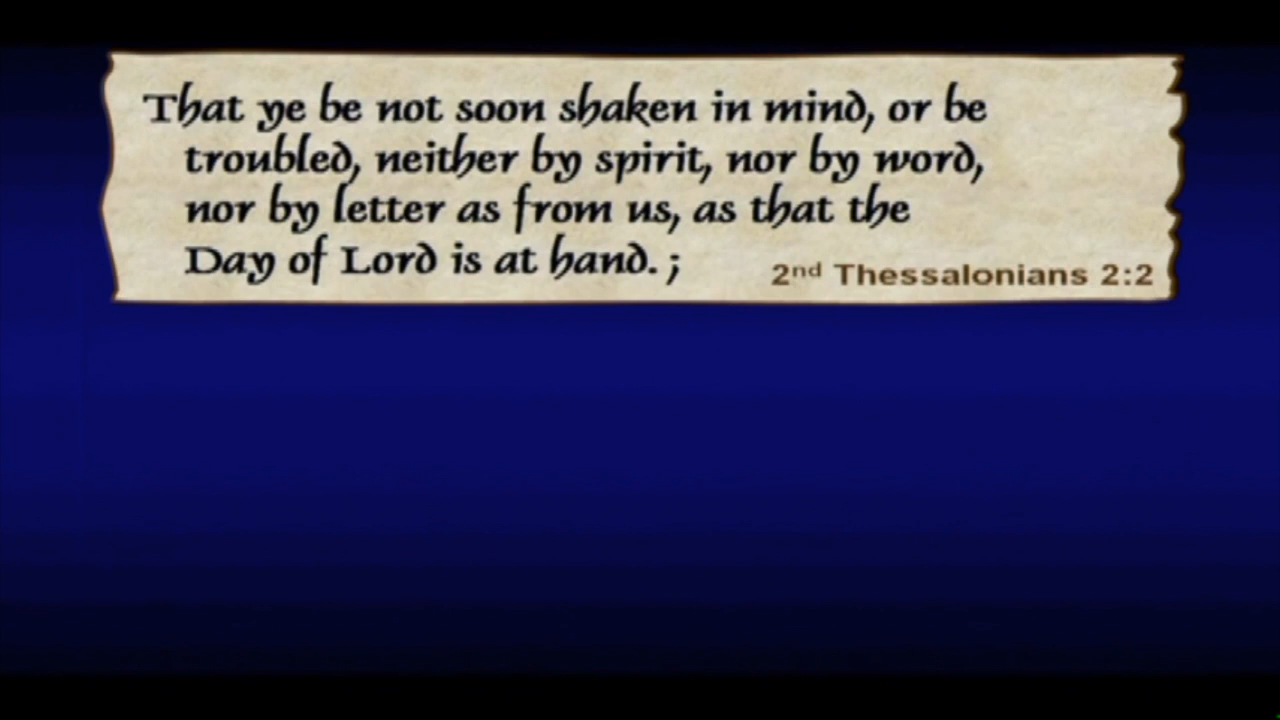 That ye be not soon shaken in mind, or be
troubled, neither by spirit, nor by word,
nor by letter as from us, as that the
Day of Lord is at hand. ;
2nd Thessalonians 2:2